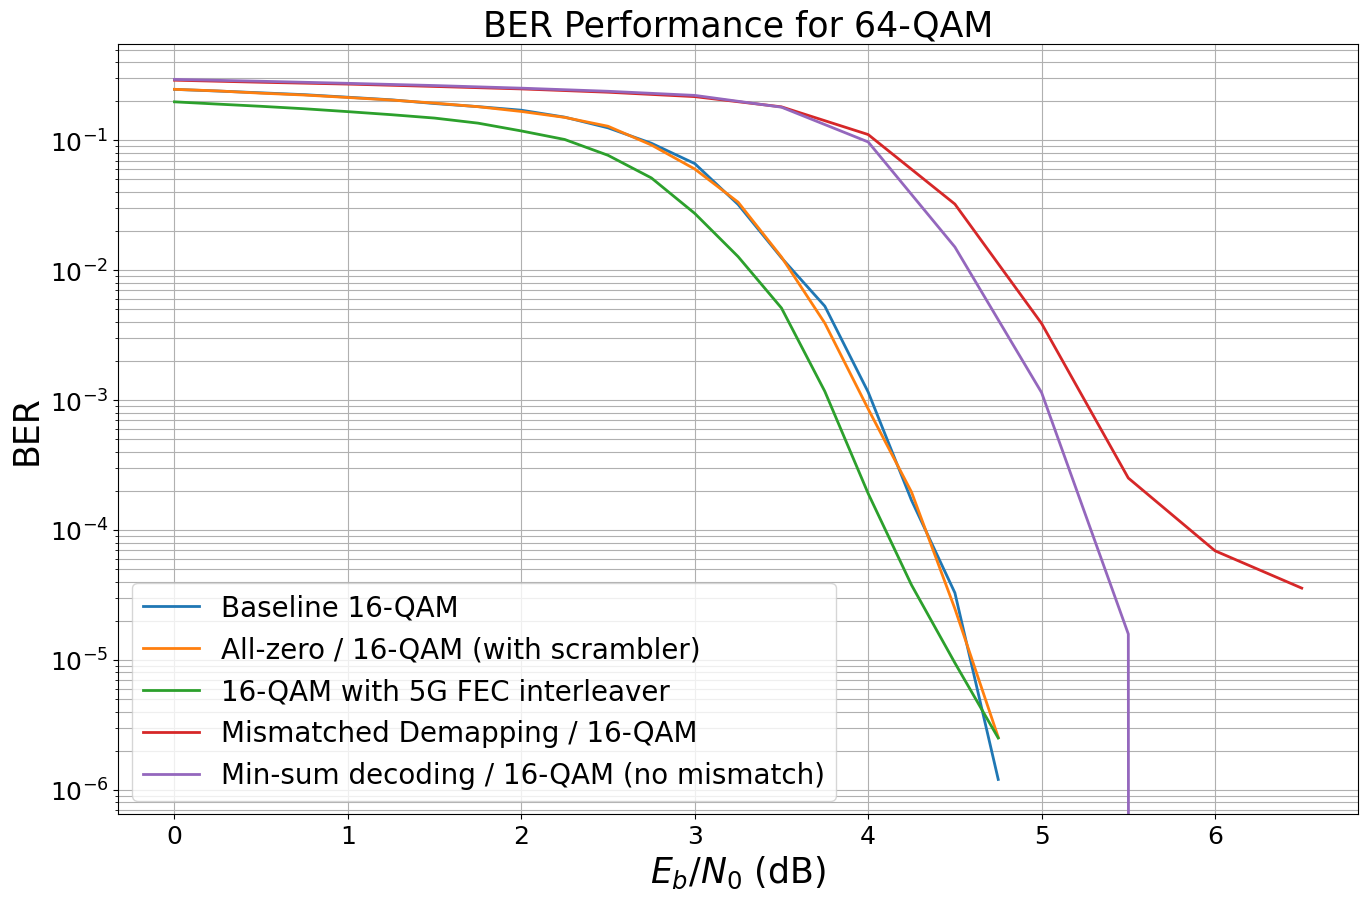 BER Performance for 64-QAM
BER
10⁻¹
10⁻²
10⁻³
10⁻⁴
10⁻⁵
10⁻⁶
Baseline 16-QAM
All-zero / 16-QAM (with scrambler)
16-QAM with 5G FEC interleaver
Mismatched Demapping / 16-QAM
Min-sum decoding / 16-QAM (no mismatch)
0 1 2 3 4 5 6
E_b/N_0 (dB)